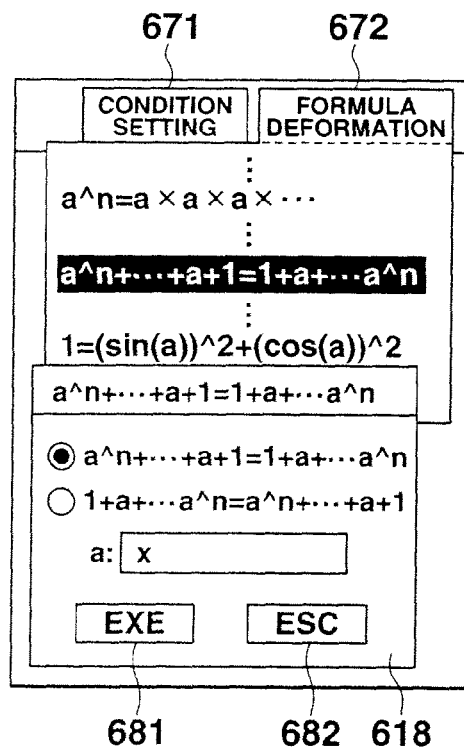 671 672
CONDITION SETTING FORMULA DEFORMATION
a^n=a×a×a×···
a^n+···+a+1=1+a+···a^n
1=(sin(a))^2+(cos(a))^2
a^n+···+a+1=1+a+···a^n
a^n+···+a+1=1+a+···a^n
1+a+···a^n=a^n+···+a+1
a: x
EXE ESC
681 682 618